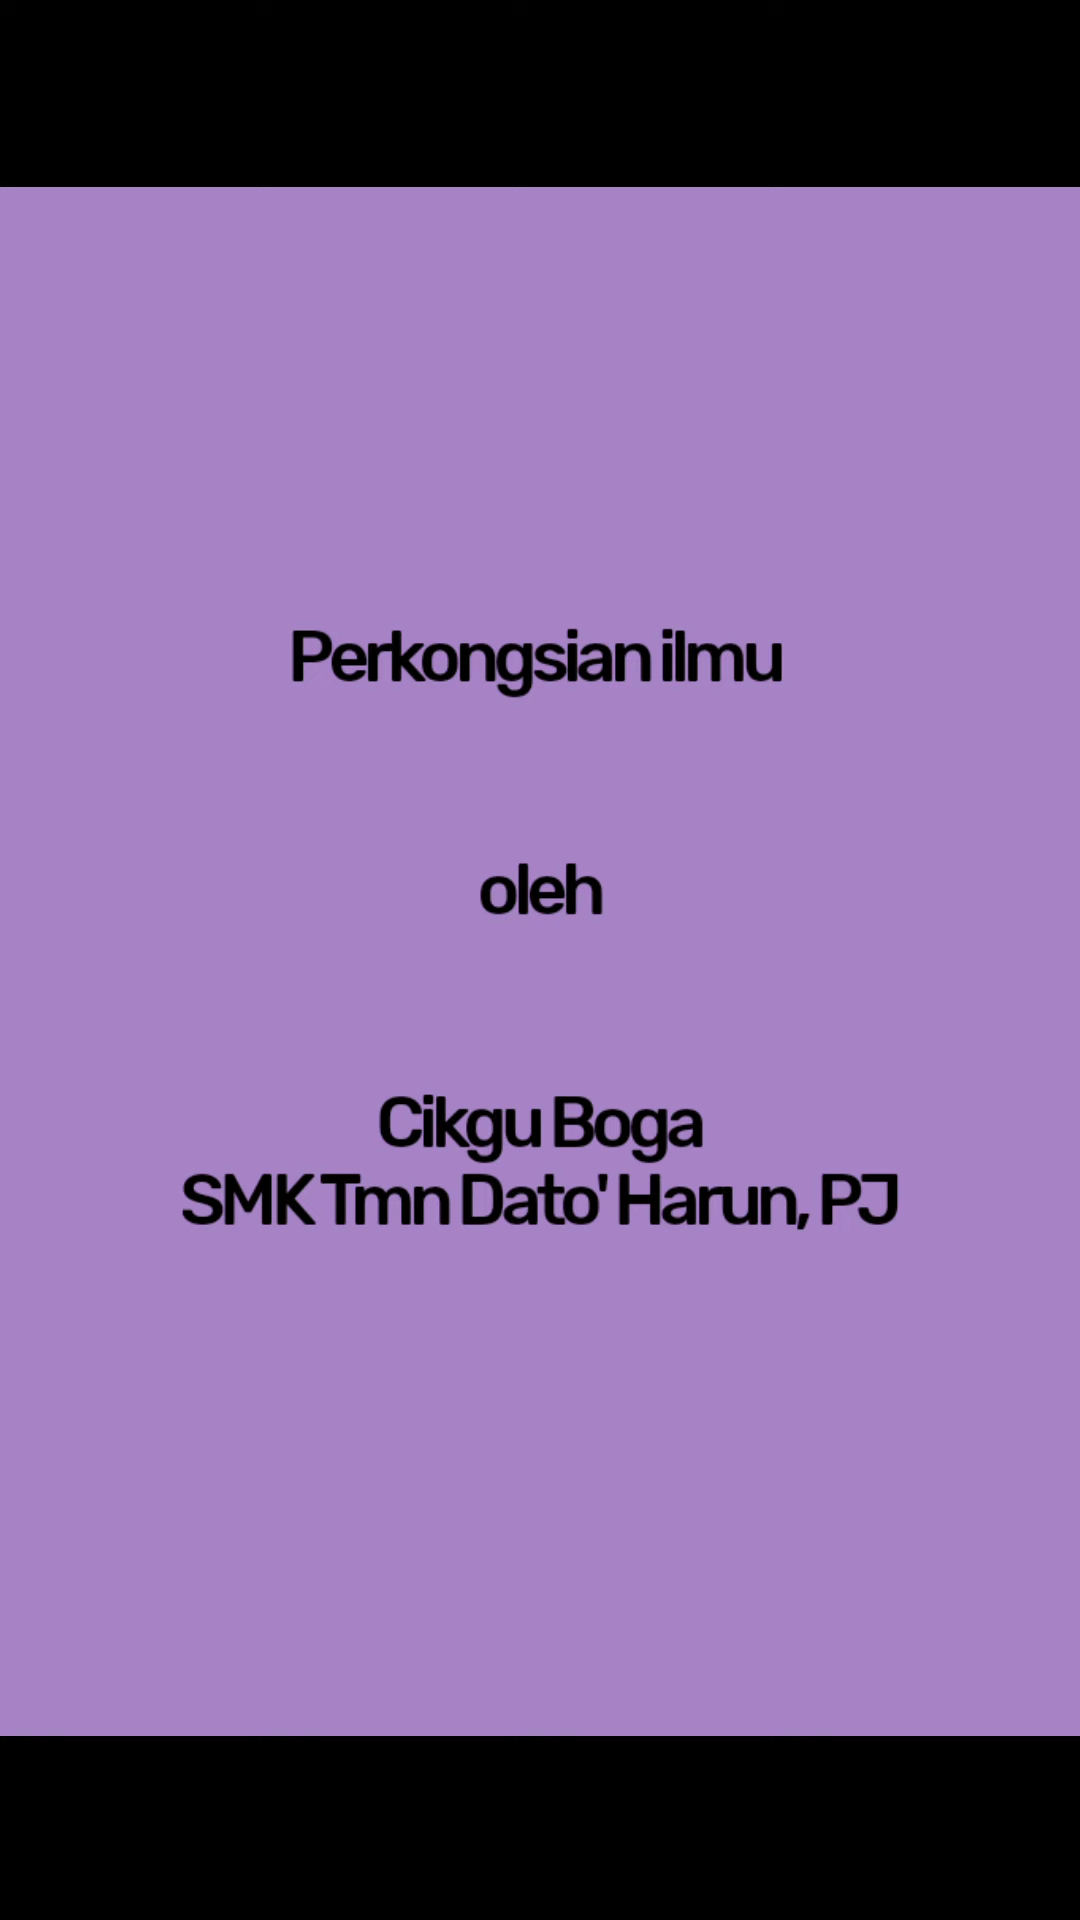 Perkongsian ilmu
oleh
Cikgu Boga
SMK Tmn Dato' Harun, PJ